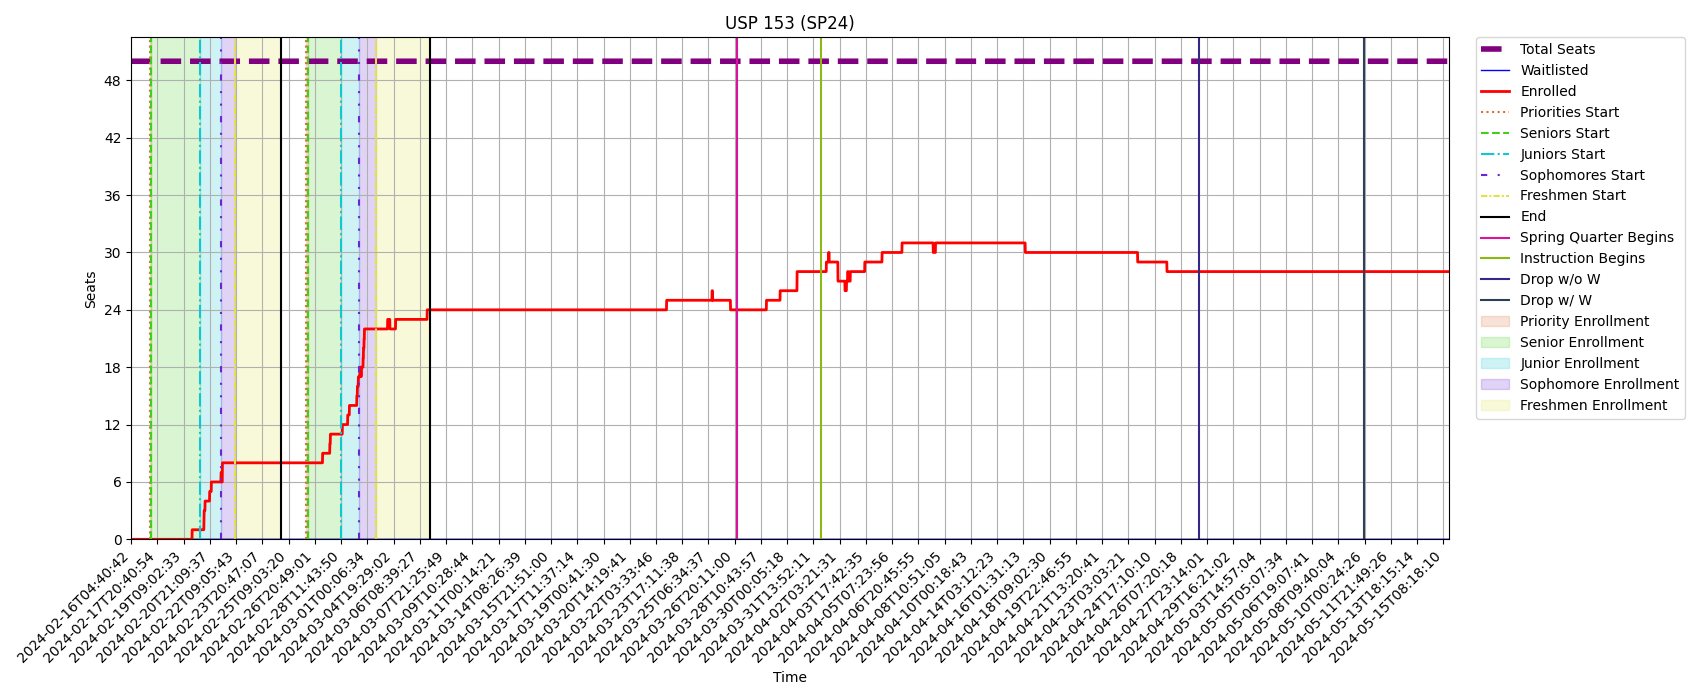 USP 153 (SP24)
Seats
48
42
36
30
24
18
12
6
0
2024-02-16T04:40:42
2024-02-17T20:40:54
2024-02-19T09:02:33
2024-02-20T21:09:37
2024-02-22T09:05:43
2024-02-23T20:47:07
2024-02-25T09:03:20
2024-02-26T20:49:01
2024-02-28T11:43:50
2024-03-01T00:06:34
2024-03-04T19:29:02
2024-03-06T08:39:27
2024-03-07T21:25:49
2024-03-09T10:28:44
2024-03-11T00:14:21
2024-03-14T08:26:39
2024-03-15T21:51:00
2024-03-17T11:37:14
2024-03-19T00:41:30
2024-03-20T14:19:41
2024-03-22T03:33:46
2024-03-23T17:11:38
2024-03-25T06:34:37
2024-03-26T20:11:00
2024-03-28T10:43:57
2024-03-30T00:05:18
2024-03-31T13:52:11
2024-04-02T03:21:31
2024-04-03T17:42:35
2024-04-05T07:23:56
2024-04-06T20:45:55
2024-04-08T10:51:05
2024-04-10T00:18:43
2024-04-14T03:12:23
2024-04-16T01:31:13
2024-04-18T09:02:30
2024-04-19T22:46:55
2024-04-21T13:20:41
2024-04-23T03:03:21
2024-04-24T17:10:10
2024-04-26T07:20:18
2024-04-27T23:14:01
2024-04-29T16:21:02
2024-05-03T14:57:04
2024-05-05T05:07:34
2024-05-06T19:07:41
2024-05-08T09:40:04
2024-05-10T00:24:26
2024-05-11T21:49:26
2024-05-13T18:15:14
2024-05-15T08:18:10
Time
Total Seats
Waitlisted
Enrolled
Priorities Start
Seniors Start
Juniors Start
Sophomores Start
Freshmen Start
End
Spring Quarter Begins
Instruction Begins
Drop w/o W
Drop w/ W
Priority Enrollment
Senior Enrollment
Junior Enrollment
Sophomore Enrollment
Freshmen Enrollment